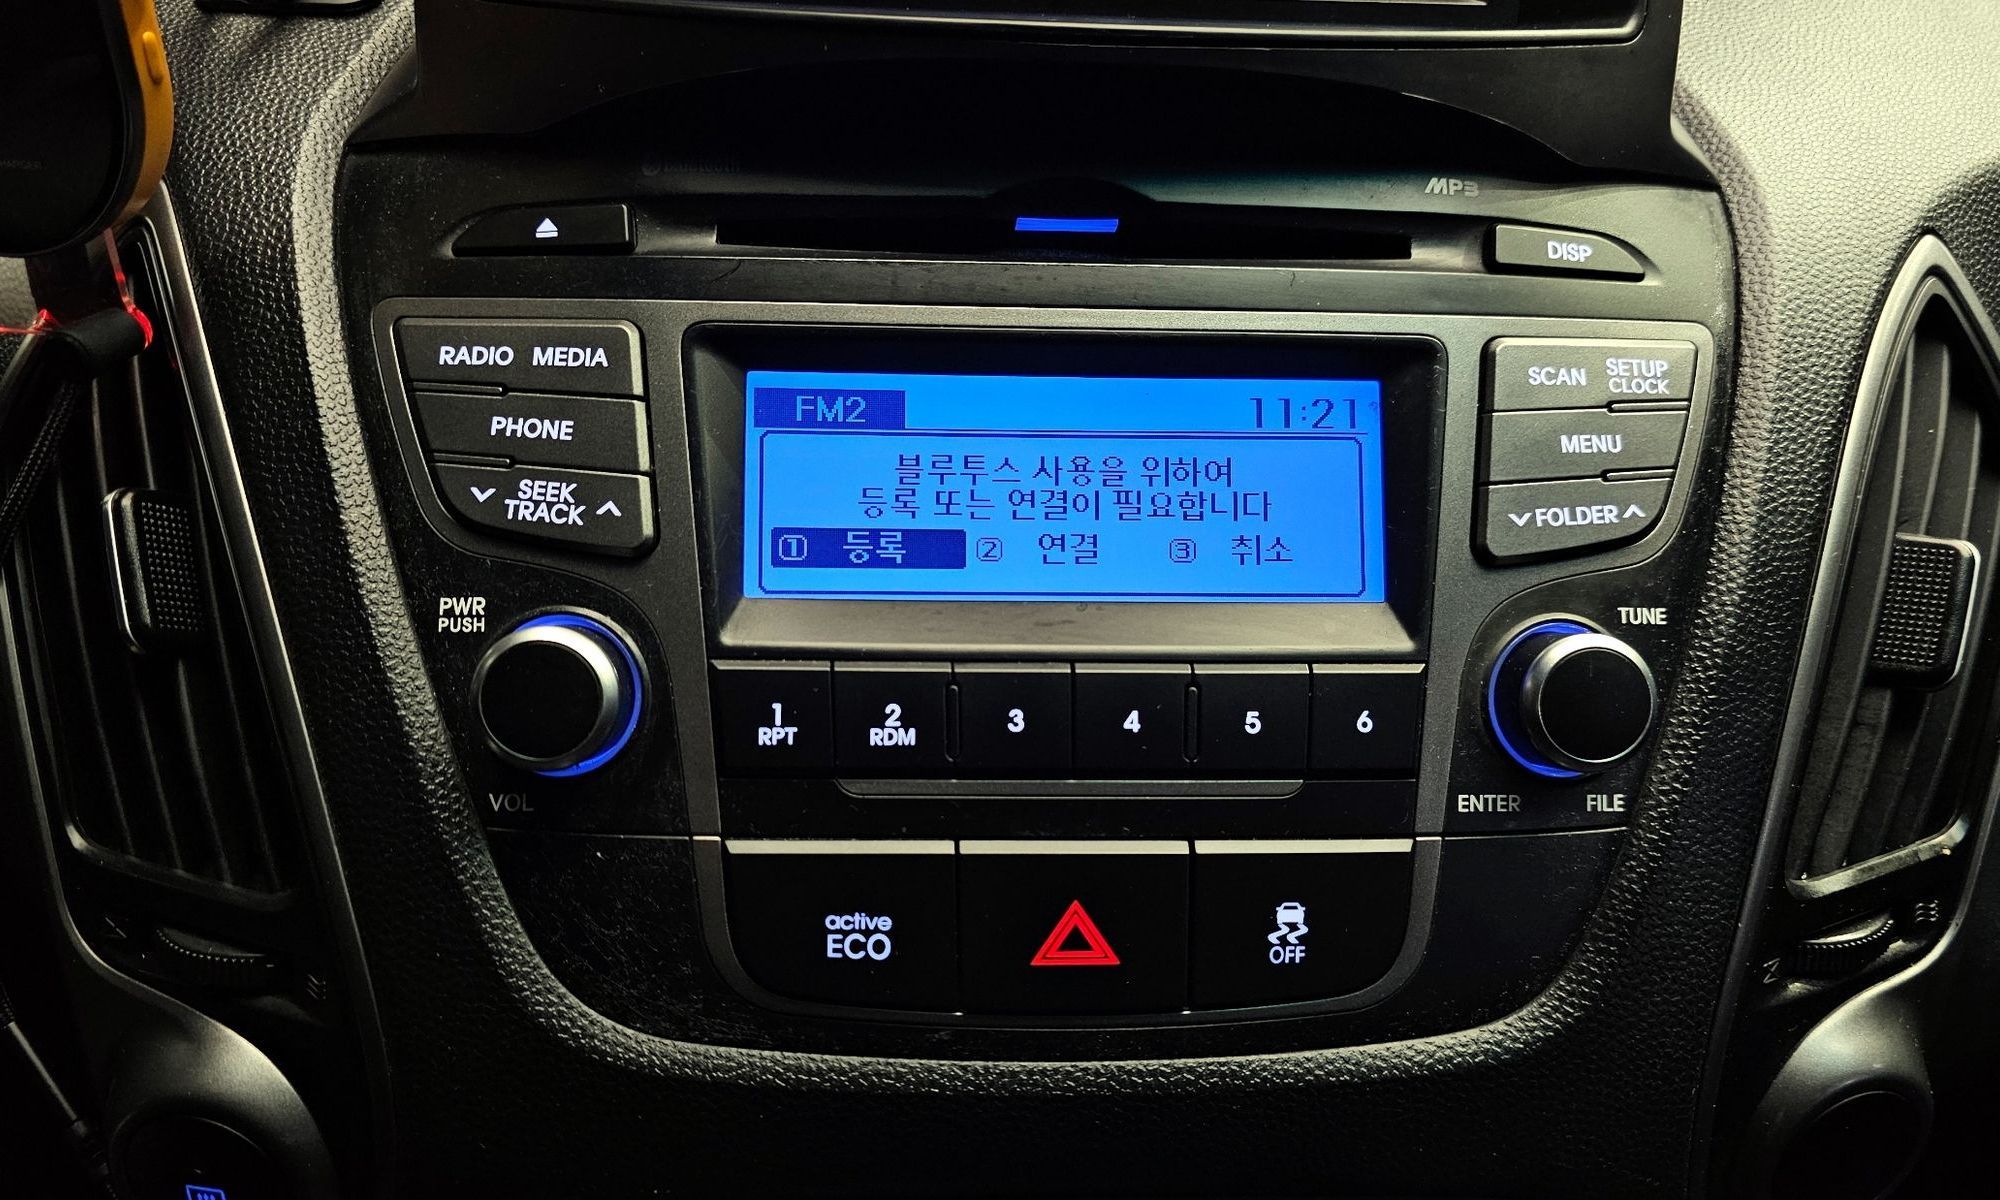 Bluetooth
MP3
DISP
RADIO MEDIA
PHONE
SEEK
TRACK
SCAN
SETUP
CLOCK
MENU
FOLDER
FM2 11:21
블루투스 사용을 위하여
등록 또는 연결이 필요합니다
① 등록 ② 연결 ③ 취소
PWR
PUSH
VOL
TUNE
ENTER FILE
1 2 3 4 5 6
RPT RDM
active
ECO
OFF